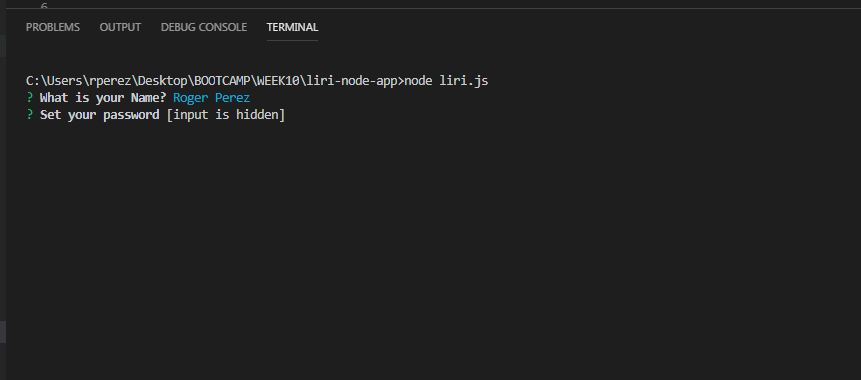 6
PROBLEMS OUTPUT DEBUG CONSOLE TERMINAL
C:\Users\rperez\Desktop\BOOTCAMP\WEEK10\liri-node-app>node liri.js
? What is your Name? Roger Perez
? Set your password [input is hidden]